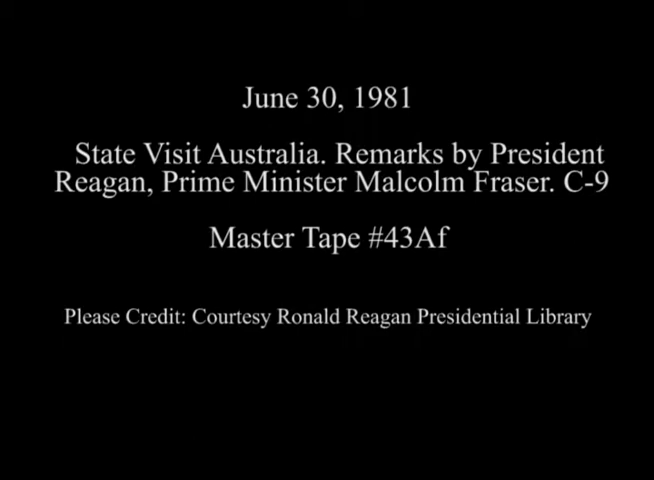 June 30, 1981
State Visit Australia. Remarks by President
Reagan, Prime Minister Malcolm Fraser. C-9
Master Tape #43Af
Please Credit: Courtesy Ronald Reagan Presidential Library